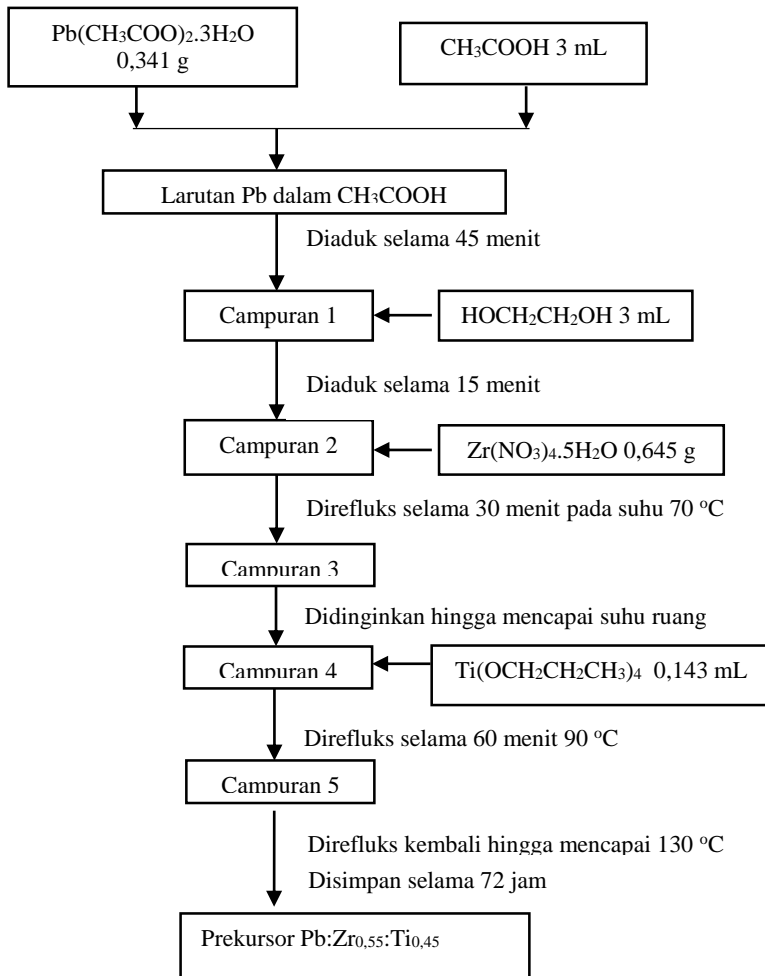 Pb(CH₃COO)₂.3H₂O
0,341 g
CH₃COOH 3 mL
Larutan Pb dalam CH₃COOH
Diaduk selama 45 menit
Campuran 1
HOCH₂CH₂OH 3 mL
Diaduk selama 15 menit
Campuran 2
Zr(NO₃)₄.5H₂O 0,645 g
Direfluks selama 30 menit pada suhu 70 °C
Campuran 3
Didinginkan hingga mencapai suhu ruang
Campuran 4
Ti(OCH₂CH₂CH₃)₄ 0,143 mL
Direfluks selama 60 menit 90 °C
Campuran 5
Direfluks kembali hingga mencapai 130 °C
Disimpan selama 72 jam
Prekursor Pb:Zr₀,₅₅:Ti₀,₄₅